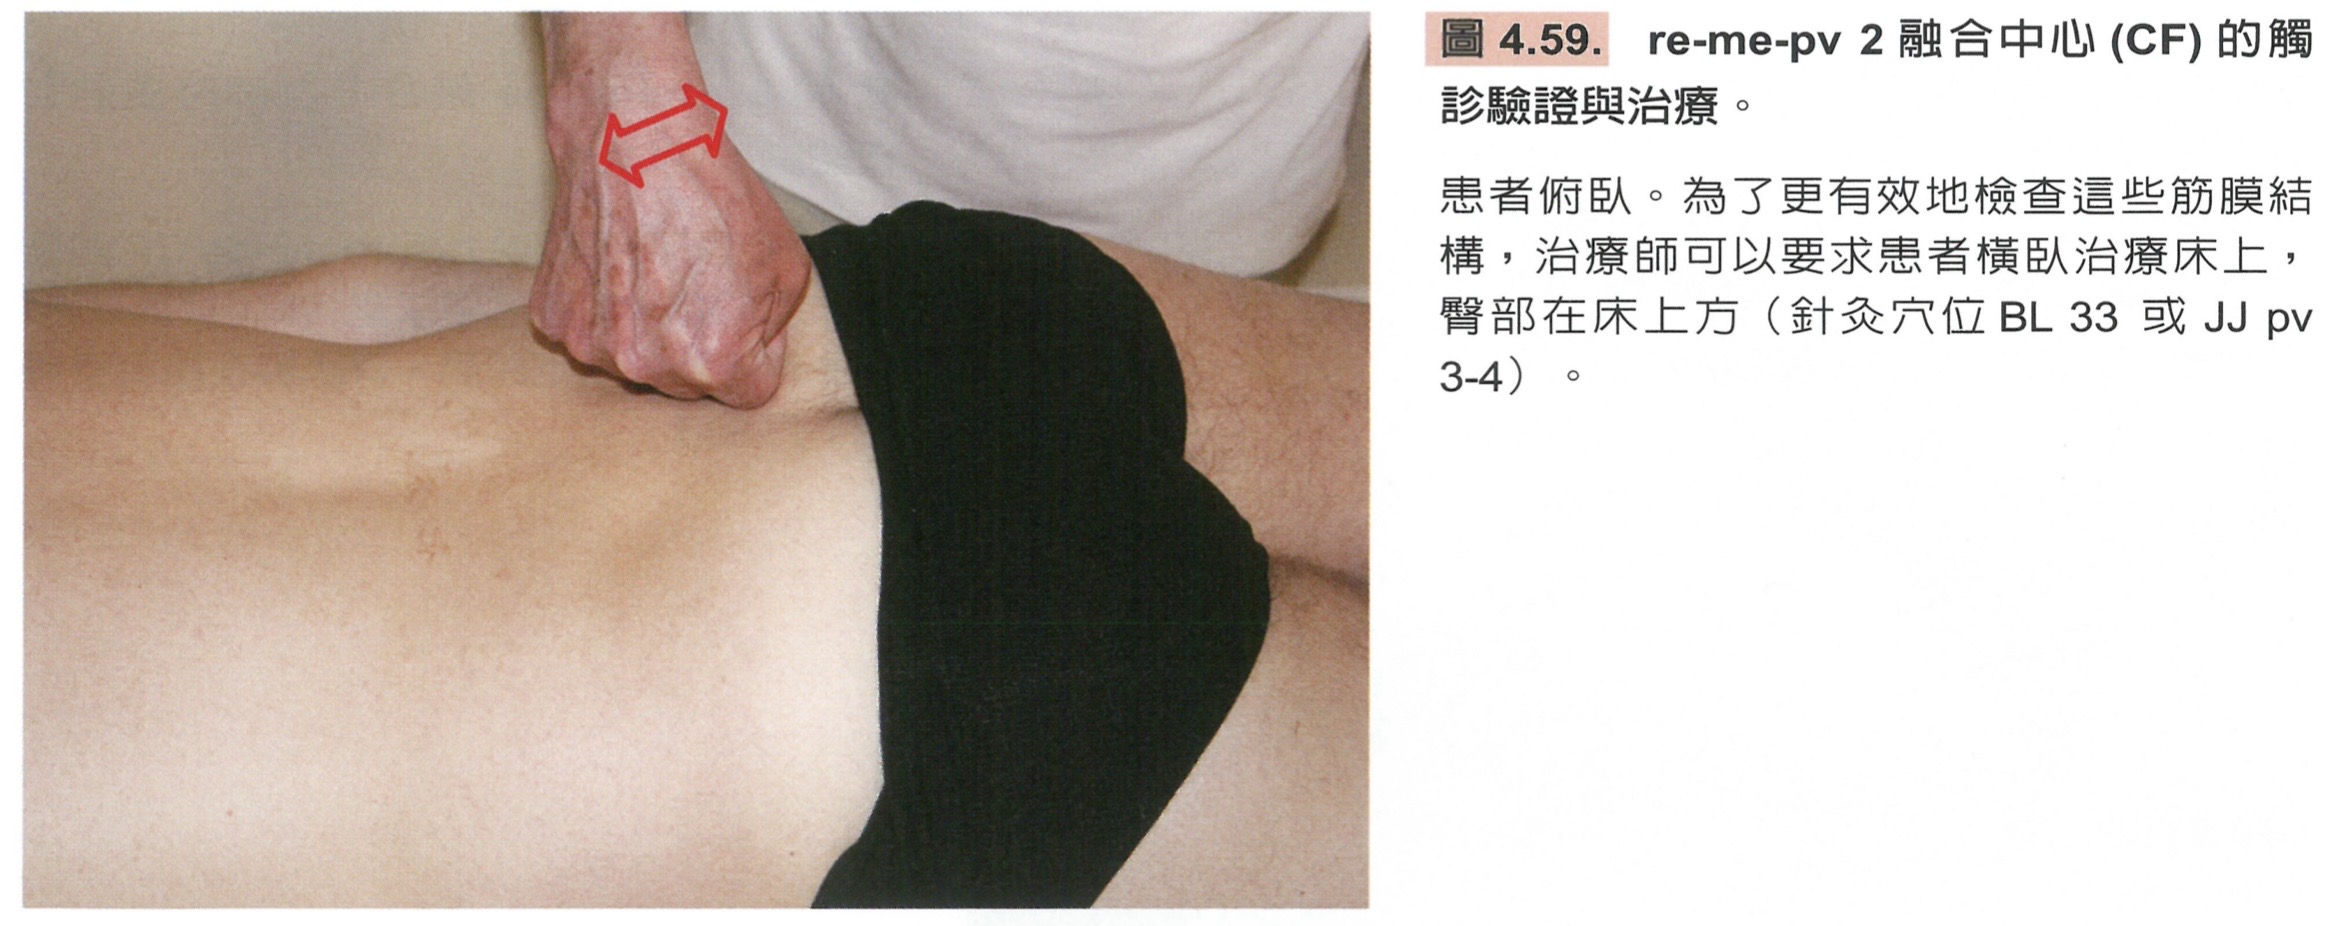 圖 4.59. re-me-pv 2 融合中心 (CF) 的觸
診驗證與治療。
患者俯臥。為了更有效地檢查這些筋膜結
構，治療師可以要求患者橫臥治療床上，
臀部在床上方（針灸穴位 BL 33 或 JJ pv
3-4）。